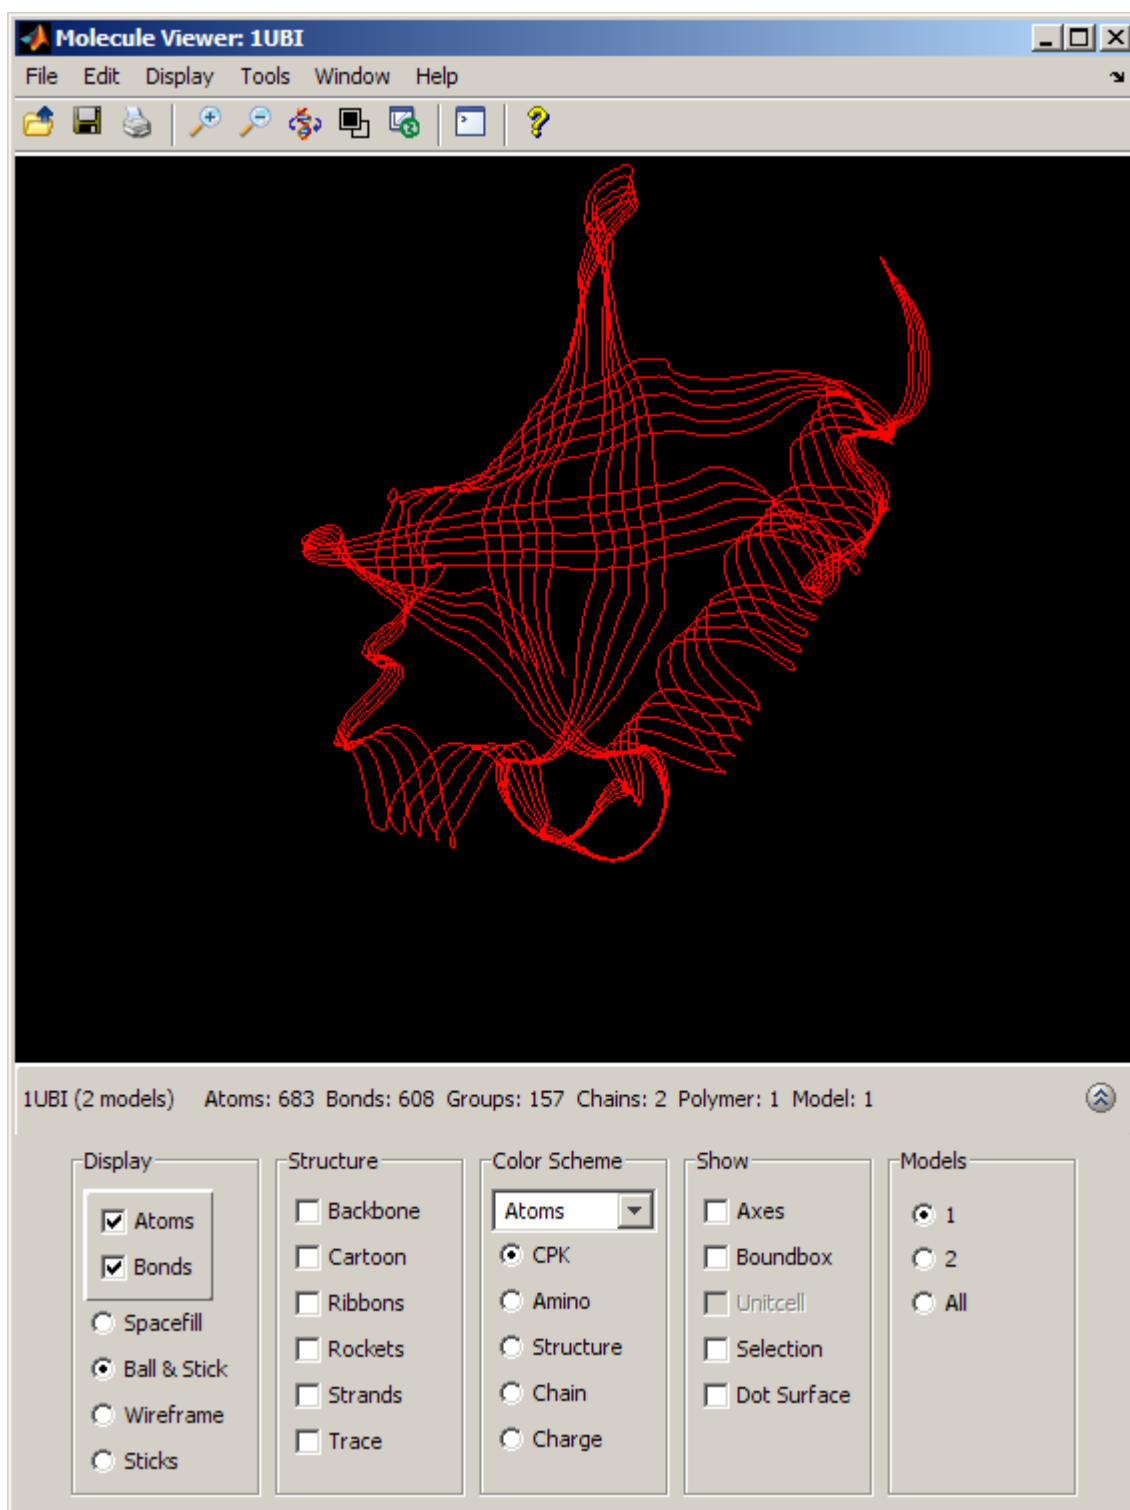 Molecule Viewer: 1UBI
File Edit Display Tools Window Help
1UBI (2 models) Atoms: 683 Bonds: 608 Groups: 157 Chains: 2 Polymer: 1 Model: 1
Display
Atoms
Bonds
Spacefill
Ball & Stick
Wireframe
Sticks
Structure
Backbone
Cartoon
Ribbons
Rockets
Strands
Trace
Color Scheme
Atoms
CPK
Amino
Structure
Chain
Charge
Show
Axes
Boundbox
Unitcell
Selection
Dot Surface
Models
1
2
All